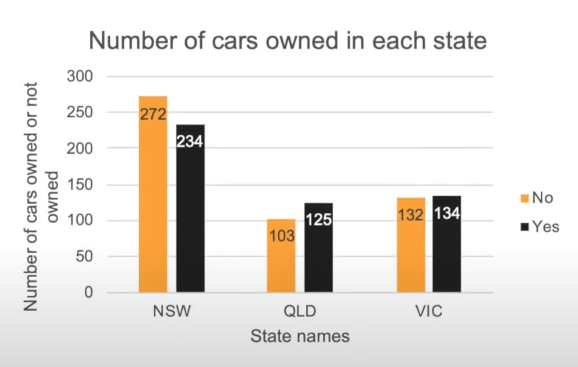 Number of cars owned in each state
Number of cars owned or not
owned
300
250
200
150
100
50
0
272
234
103
125
132
134
NSW
QLD
VIC
State names
No
Yes